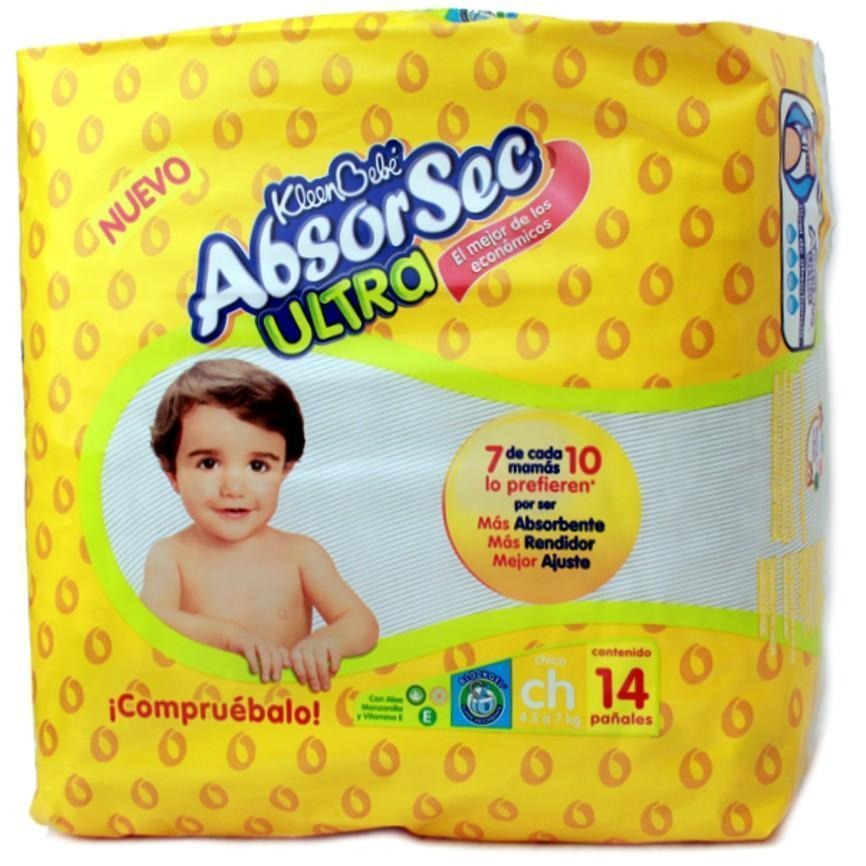 NUEVO
KleenBebé
AbsorSec
ULTRA
El mejor de los
económicos
7 de cada 10
mamás
lo prefieren*
por ser
Más Absorbente
Más Rendidor
Mejor Ajuste
¡Compruébalo!
Con Aloe
Manzanilla
y Vitamina E
E
chico
ch
4.5 a 7 kg
contenido
14
pañales